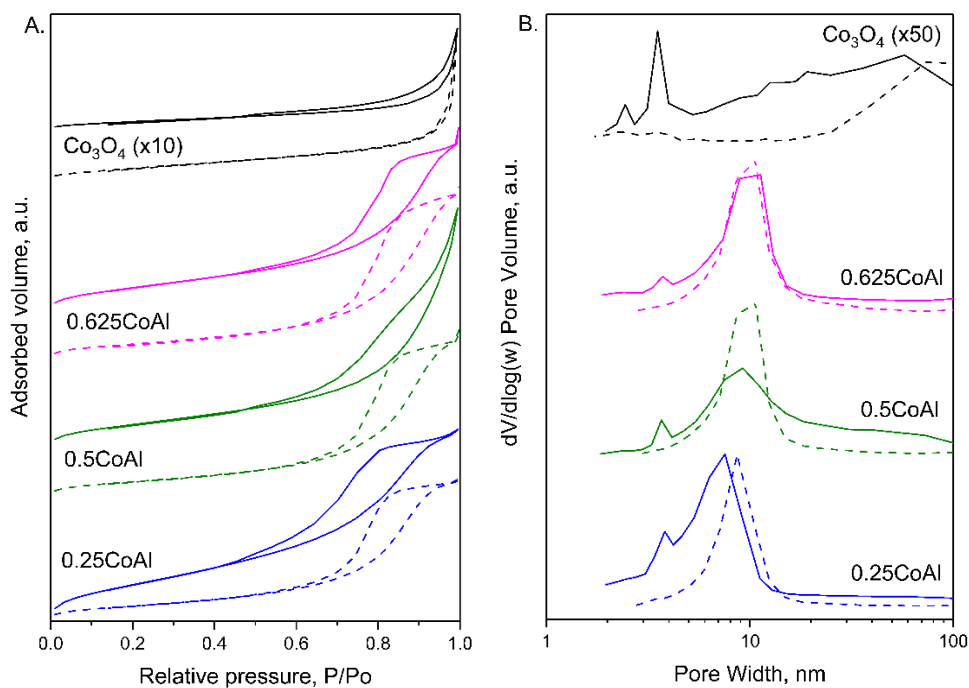 A.
Co₃O₄ (x10)
0.625CoAl
0.5CoAl
0.25CoAl
Adsorbed volume, a.u.
0.0 0.2 0.4 0.6 0.8 1.0
Relative pressure, P/Po
B.
Co₃O₄ (x50)
0.625CoAl
0.5CoAl
0.25CoAl
dV/dlog(w) Pore Volume, a.u.
1 10 100
Pore Width, nm